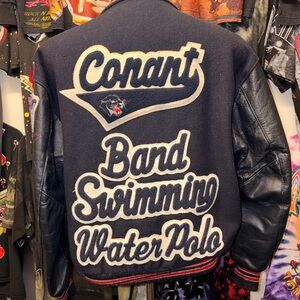 Conant
Band
Swimming
Water Polo